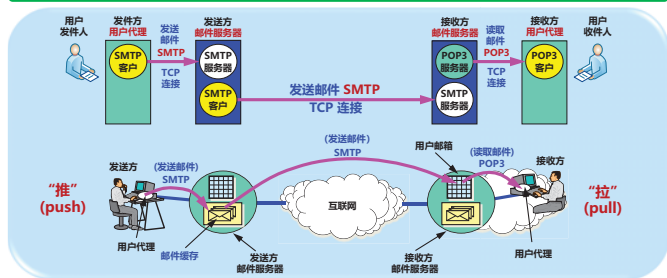 用户
发件人
发件方
用户代理
SMTP
客户
发送
邮件
SMTP
TCP
连接
发送方
邮件服务器
SMTP
服务器
SMTP
客户
发送邮件 SMTP
TCP 连接
接收方
邮件服务器
POP3
服务器
SMTP
服务器
读取
邮件
POP3
TCP
连接
接收方
用户代理
POP3
客户
用户
收件人
“推”
(push)
发送方
(发送邮件)
SMTP
用户代理
邮件缓存
发送方
邮件服务器
(发送邮件)
SMTP
互联网
用户邮箱
(读取邮件)
POP3
接收方
接收方
邮件服务器
用户代理
“拉”
(pull)